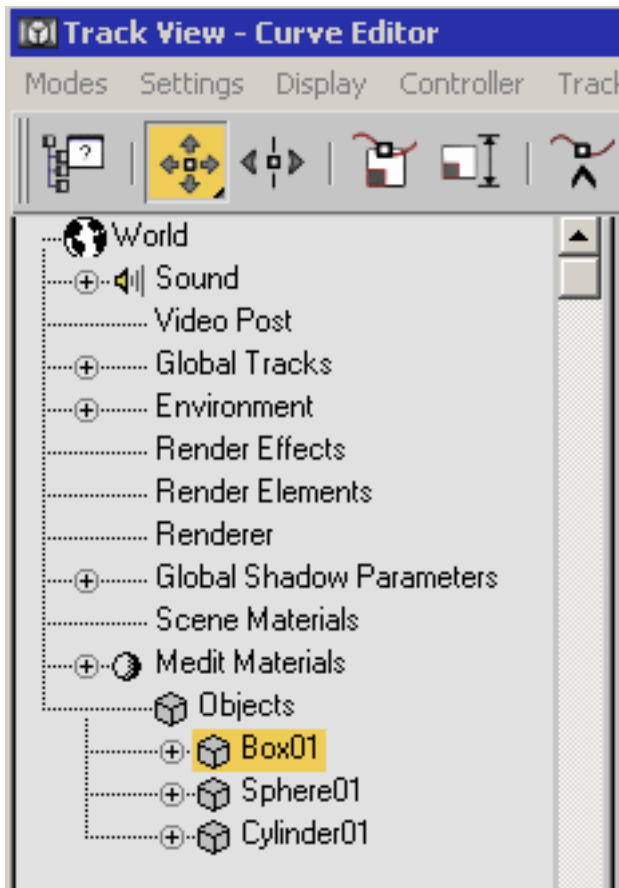 Track View - Curve Editor
Modes Settings Display Controller Track
?
World
Sound
Video Post
Global Tracks
Environment
Render Effects
Render Elements
Renderer
Global Shadow Parameters
Scene Materials
Medit Materials
Objects
Box01
Sphere01
Cylinder01